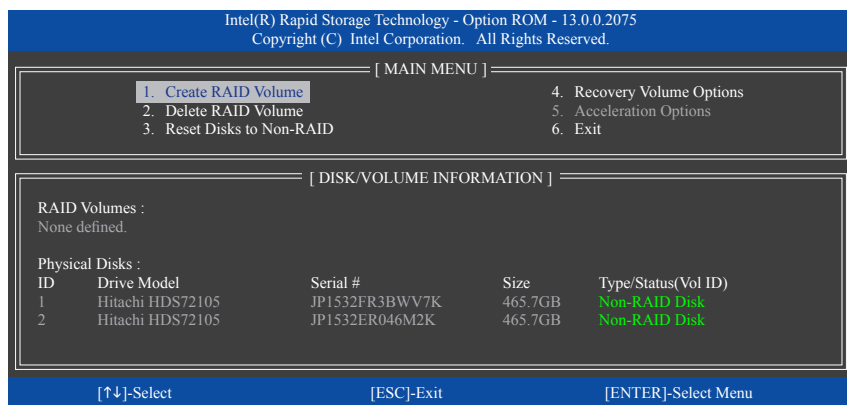 Intel(R) Rapid Storage Technology - Option ROM - 13.0.0.2075
Copyright (C) Intel Corporation. All Rights Reserved.
[ MAIN MENU ]
1. Create RAID Volume
2. Delete RAID Volume
3. Reset Disks to Non-RAID
4. Recovery Volume Options
5. Acceleration Options
6. Exit
[ DISK/VOLUME INFORMATION ]
RAID Volumes :
None defined.
Physical Disks :
ID Drive Model Serial # Size Type/Status(Vol ID)
1 Hitachi HDS72105 JP1532FR3BWV7K 465.7GB Non-RAID Disk
2 Hitachi HDS72105 JP1532ER046M2K 465.7GB Non-RAID Disk
[↑↓]-Select [ESC]-Exit [ENTER]-Select Menu